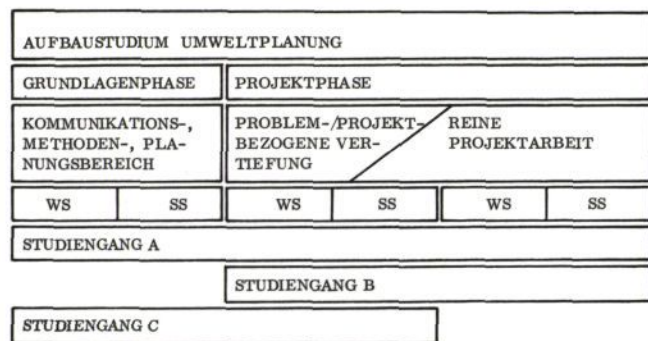 AUFBAUSTUDIUM UMWELTPLANUNG
GRUNDLAGENPHASE
PROJEKTPHASE
KOMMUNIKATIONS-,
METHODEN-, PLA-
NUNGSBEREICH
PROBLEM-/PROJEKT-
BEZOGENE VER-
TIEFUNG
REINE
PROJEKTARBEIT
WS SS WS SS WS SS
STUDIENGANG A
STUDIENGANG B
STUDIENGANG C